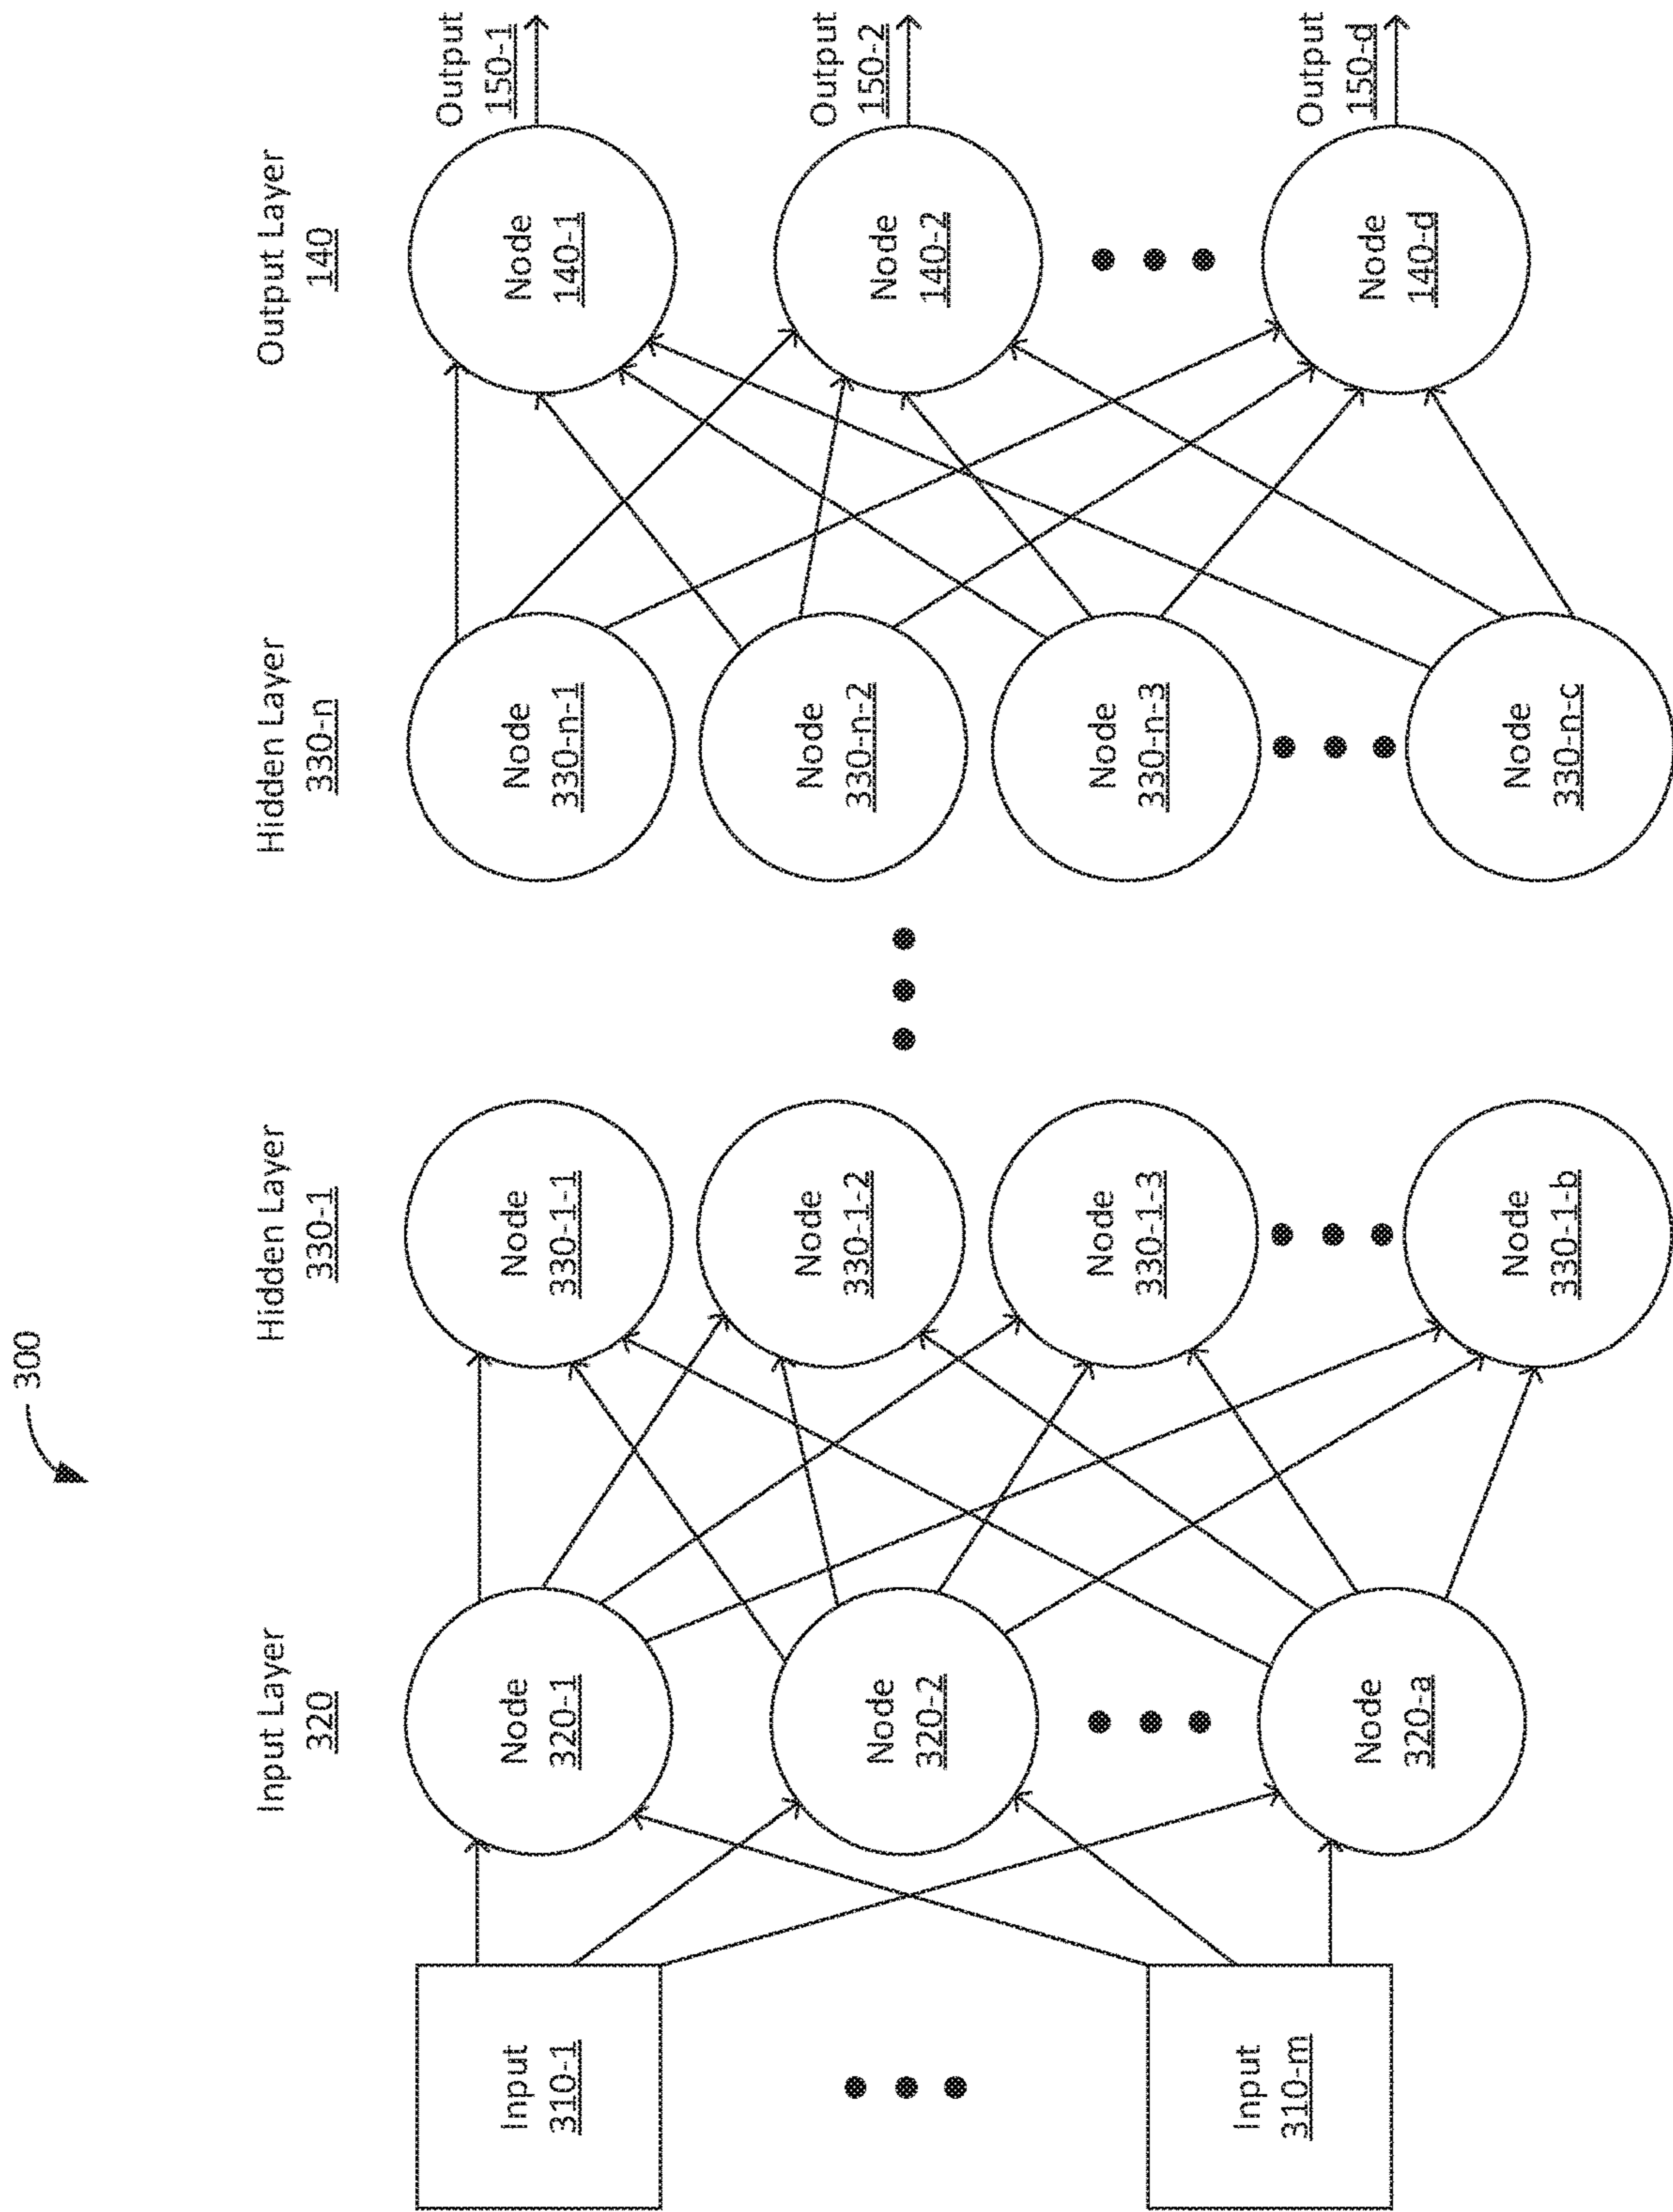 300
Input Layer
320
Hidden Layer
330-1
Hidden Layer
330-n
Output Layer
140
Input
310-1
Input
310-m
Node
320-1
Node
320-2
Node
320-a
Node
330-1-1
Node
330-1-2
Node
330-1-3
Node
330-1-b
Node
330-n-1
Node
330-n-2
Node
330-n-3
Node
330-n-c
Node
140-1
Node
140-2
Node
140-d
Output
150-1
Output
150-2
Output
150-d